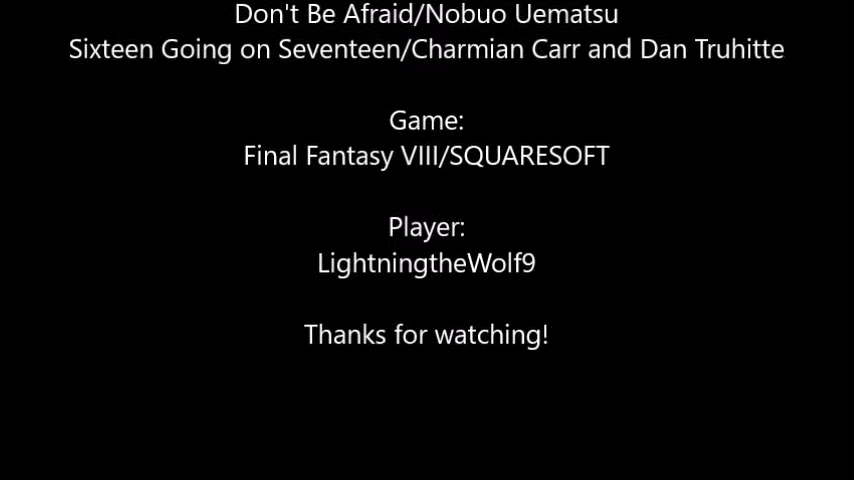 Don't Be Afraid/Nobuo Uematsu
Sixteen Going on Seventeen/Charmian Carr and Dan Truhitte
Game:
Final Fantasy VIII/SQUARESOFT
Player:
LightningtheWolf9
Thanks for watching!